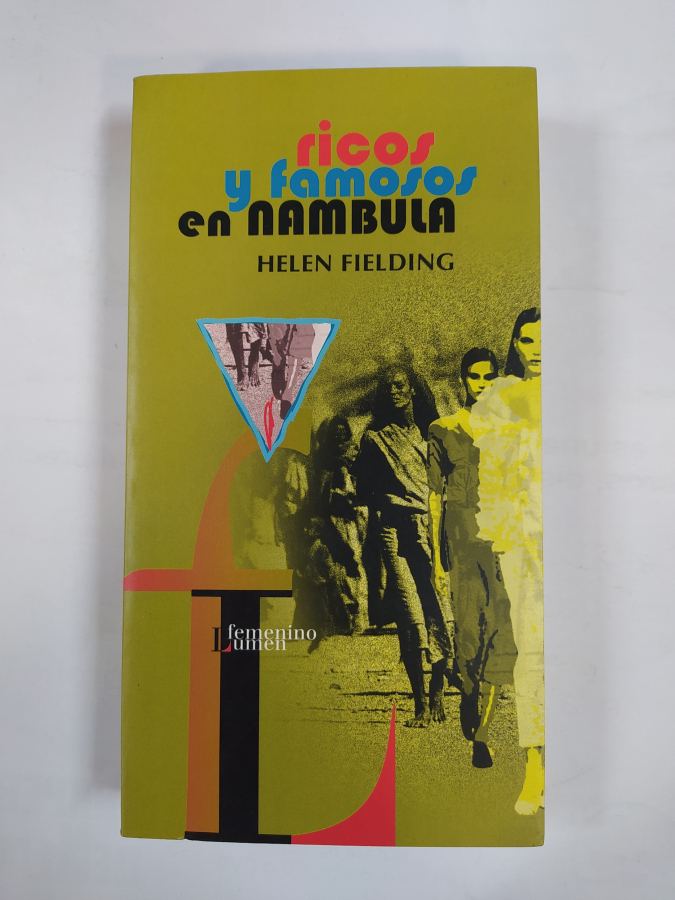 ricos
y famosos
en NAMBULA
HELEN FIELDING
femenino
Lumen